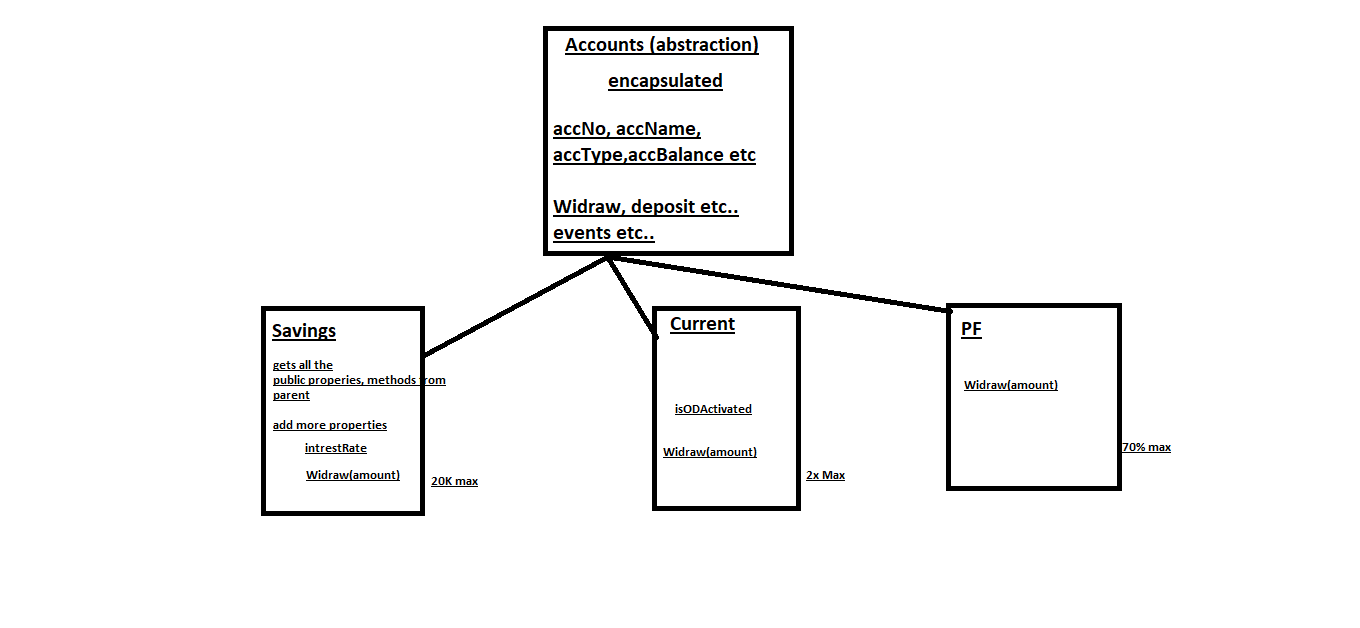 Accounts (abstraction)
encapsulated
accNo, accName,
accType,accBalance etc
Widraw, deposit etc..
events etc..
Savings
gets all the
public properies, methods from
parent
add more properties
intrestRate
Widraw(amount)
20K max
Current
isODActivated
Widraw(amount)
2x Max
PF
Widraw(amount)
70% max